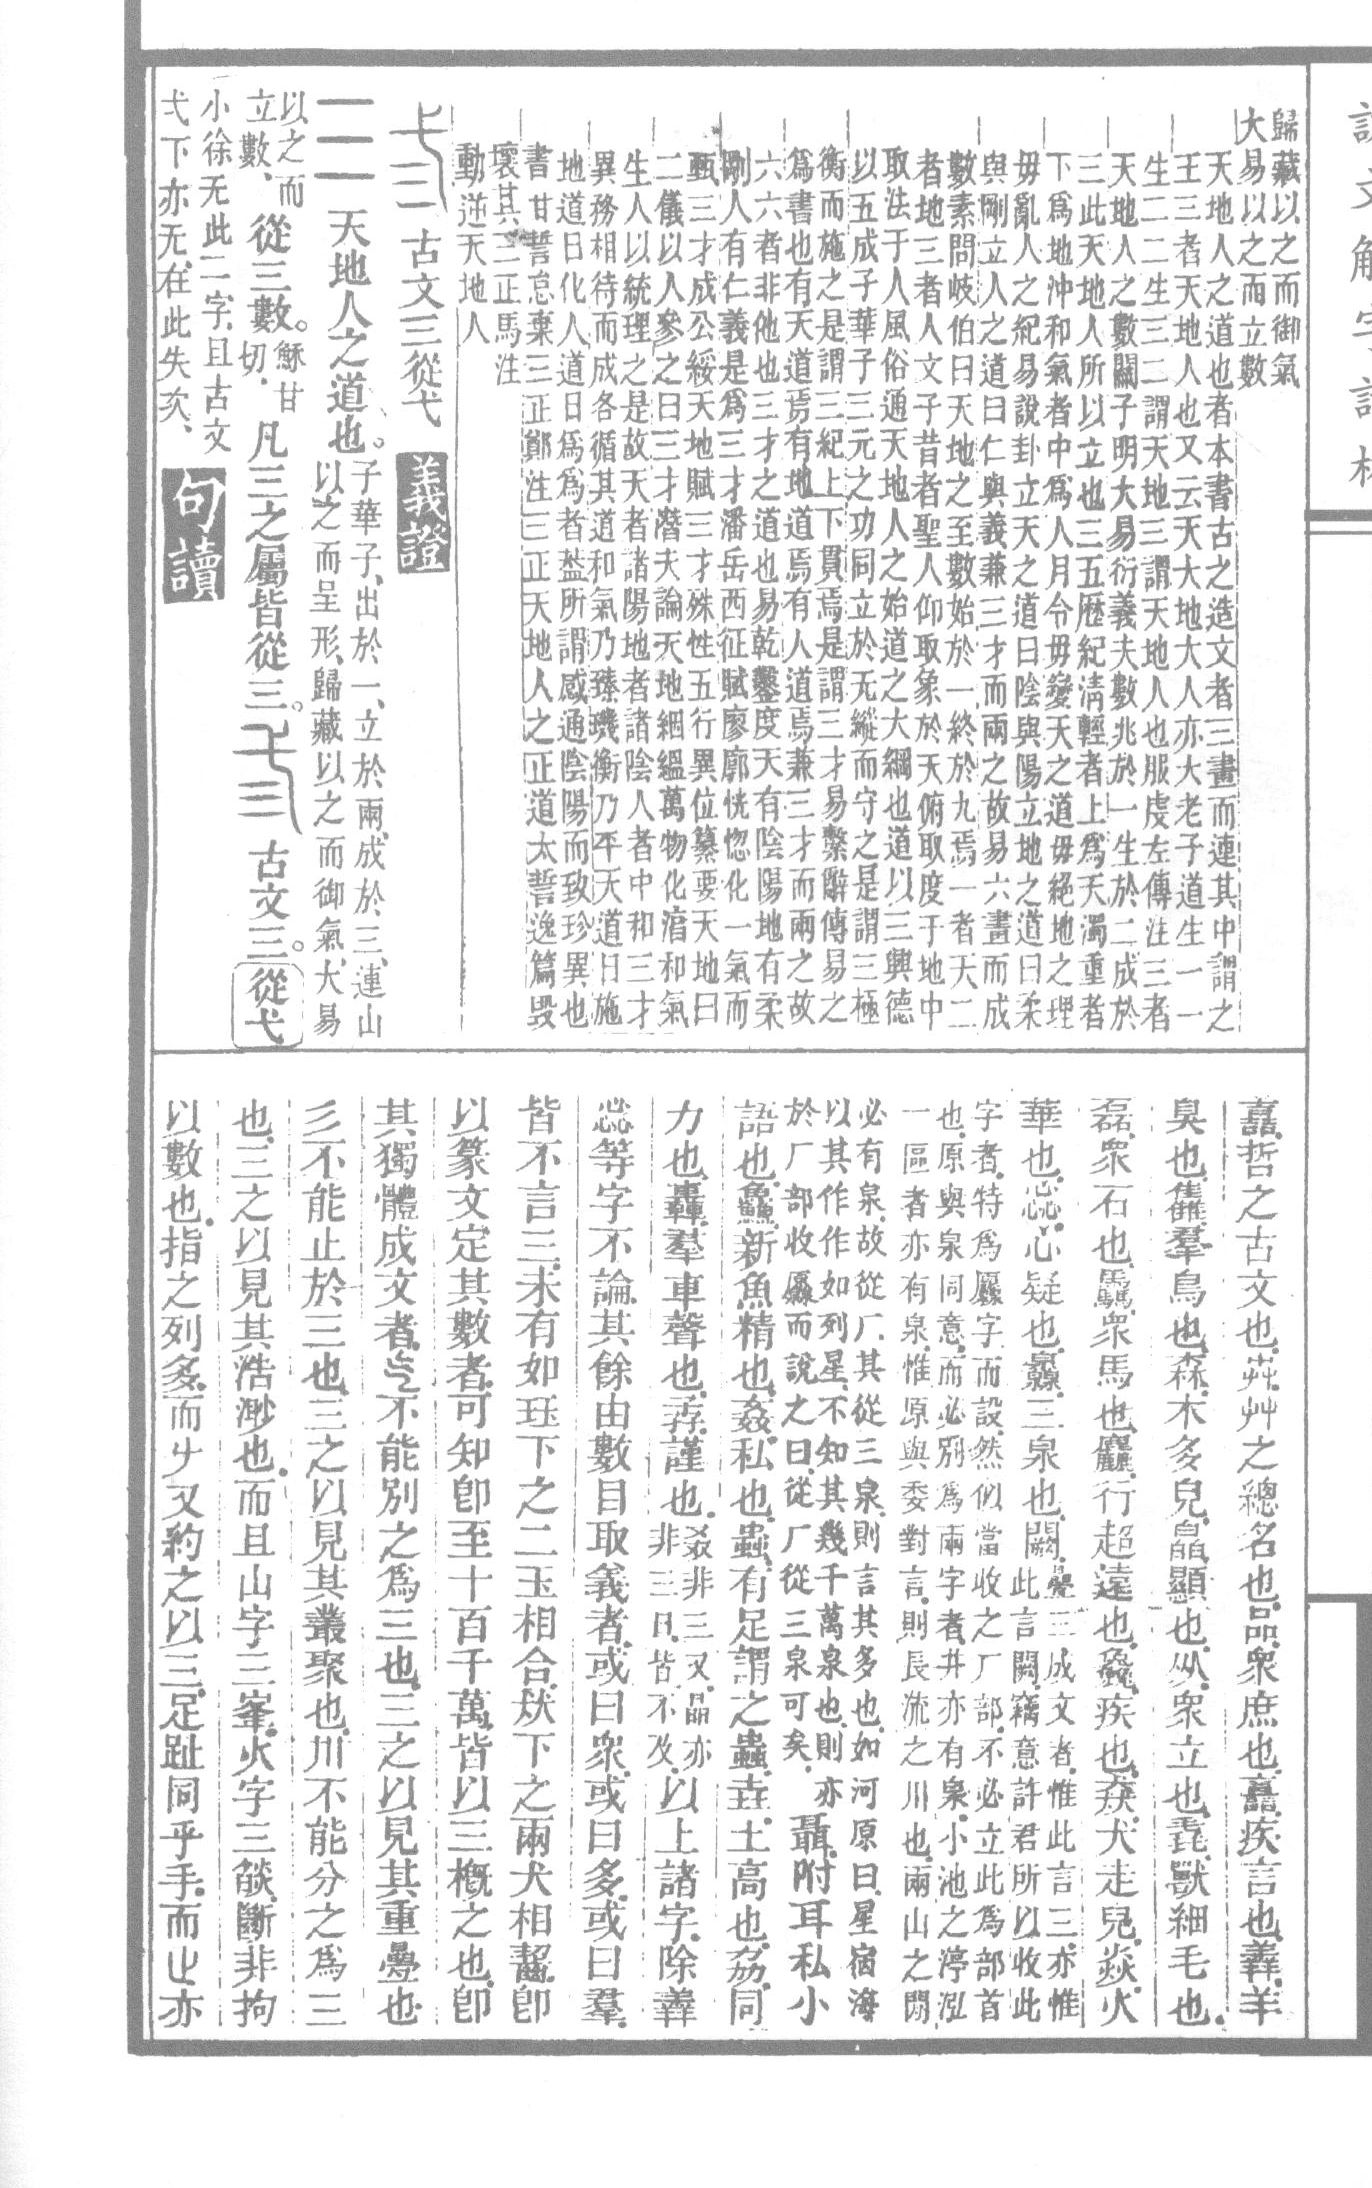 說文解字詁林
歸藏以之而御氣
大易以之而立數
天地人之道也者本書古之造文者三畫而連其中謂之
王三者天地人也又云天大地大人亦大老子道生一一
生二二生三三謂天地三謂天地人也服虔左傳注三者
天地人之數關子明大易衍義夫數兆於一生於二成於
三此天地人所以立也三五歷紀清輕者上爲天濁重者
下爲地沖和氣者中爲人月令毋變天之道毋絕地之理
毋亂人之紀易說卦立天之道曰陰與陽立地之道曰柔
與剛立人之道曰仁與義兼三才而兩之故易六畫而成
數素問歧伯曰天地之至數始於一終於九焉一者天二
者地三者人文子昔者聖人仰取象於天俯取度于地中
取法于人風俗通天地人之始道之大綱也道以三興德
以五成子華子三元之功同立於无縱而守之是謂三極
衡而施之是謂三紀上下貫焉是謂三才易繫辭傳易之
爲書也有天道焉有地道焉有人道焉兼三才而兩之故
六六者非他也三才之道也易乾鑿度天有陰陽地有柔
剛人有仁義是爲三才潘岳西征賦廖廓恍惚化一氣而
甄三才成公綏天地賦三才殊性五行異位纂要天地曰
二儀以人參之曰三才潛夫論天地絪縕萬物化湻和氣
生人以統理之是故天者諸陽地者諸陰人者中和三才
異務相待而成各循其道和氣乃臻璣衡乃平天道曰施
地道曰化人道曰爲爲者葢所謂感通陰陽而致珍異也
書甘誓怠棄三正鄭注三正天地人之正道太誓逸篇毀
壞其三正馬注
動逆天地人
古文三從弋 義證
三 天地人之道也。子華子、出於一、立於兩、成於三、連山
以之而呈形、歸藏以之而御氣、大易
以之而
立數、從三數。穌甘
切. 凡三之屬皆從三。 古文三。從弋
小徐无此二字、且古文
弋下亦无、在此失次、 句讀
嚞.哲之古文也.芔.艸之總名也.品.衆庶也.譶.疾言也.羴.羊
臭也.雥.羣鳥也.森.木多皃.皛.顯也.㐺.衆立也.毳.獸細毛也.
磊.衆石也.驫.衆馬也.麤.行超遠也.鱻.疾也.猋.犬走皃.焱.火
華也.惢.心疑也.灥.三泉也.闕.疊三成文者.惟此言三.亦惟
此言闕.竊意許君所以收此
字者.特爲厵字而設.然似當收之厂部.不必立此爲部首
也.原與泉同意.而必別爲兩字者.井亦有泉.小池之渟泓
一區者亦有泉.惟原與委對言.則長流之川也.兩山之閒
必有泉.故從厂.其從三泉.則言其多也.如河原曰星宿海
以其作作如列星.不知其幾千萬泉也.則亦
於厂部收厵而說之曰.從厂從三泉可矣. 聶.附耳私小
語也.鱻.新魚精也.姦.私也.蟲.有足謂之蟲.垚.土高也.劦.同
力也.轟.羣車聲也.孨.謹也.叒非三又.晶亦
非三日.皆不及. 以上諸字.除羴
惢等字不論.其餘由數目取義者.或曰衆.或曰多.或曰羣.
皆不言三.未有如珏下之二玉相合.㹜下之兩犬相齧.卽
以篆文定其數者.可知卽至十百千萬.皆以三槪之也.卽
其獨體成文者.气不能別之爲三也.三之以見其重疊也
彡不能止於三也.三之以見其叢聚也.川不能分之爲三
也.三之以見其浩渺也.而且山字三峯.火字三燄.斷非拘
以數也.指之列多.而𠂇又約之以三.足趾同乎手.而止亦